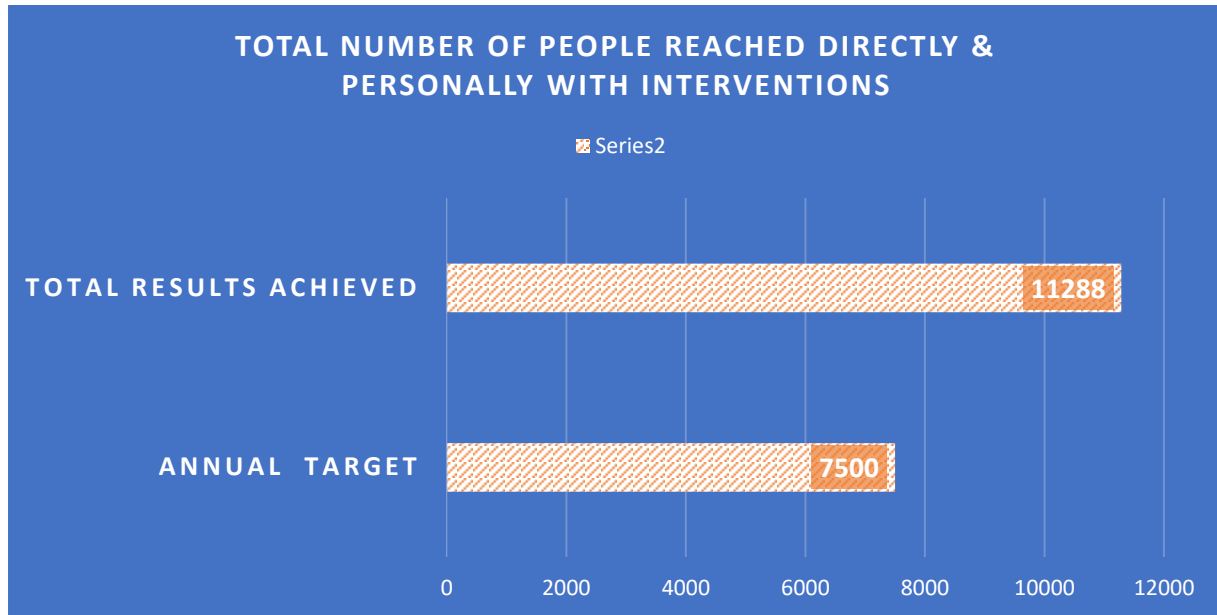 TOTAL NUMBER OF PEOPLE REACHED DIRECTLY &
PERSONALLY WITH INTERVENTIONS
Series2
TOTAL RESULTS ACHIEVED
11288
ANNUAL TARGET
7500
0 2000 4000 6000 8000 10000 12000